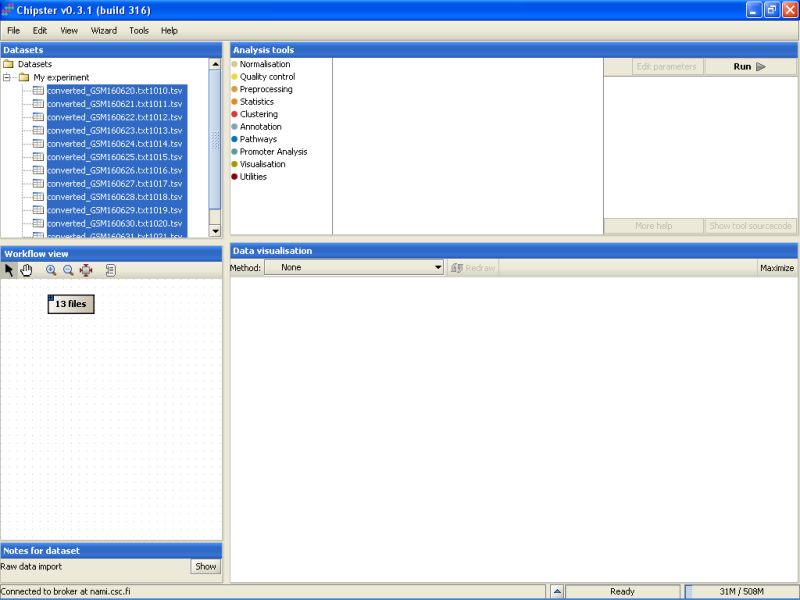 Chipster v0.3.1 (build 316)
File Edit View Wizard Tools Help
Datasets
Datasets
My experiment
converted_GSM160620.txt1010.tsv
converted_GSM160621.txt1011.tsv
converted_GSM160622.txt1012.tsv
converted_GSM160623.txt1013.tsv
converted_GSM160624.txt1014.tsv
converted_GSM160625.txt1015.tsv
converted_GSM160626.txt1016.tsv
converted_GSM160627.txt1017.tsv
converted_GSM160628.txt1018.tsv
converted_GSM160629.txt1019.tsv
converted_GSM160630.txt1020.tsv
converted_GSM160631.txt1021.tsv
Analysis tools
Normalisation
Quality control
Preprocessing
Statistics
Clustering
Annotation
Pathways
Promoter Analysis
Visualisation
Utilities
Edit parameters Run
More help Show tool sourcecode
Workflow view
13 files
Data visualisation
Method: None Redraw Maximize
Notes for dataset
Raw data import Show
Connected to broker at nami.csc.fi Ready 31M / 508M